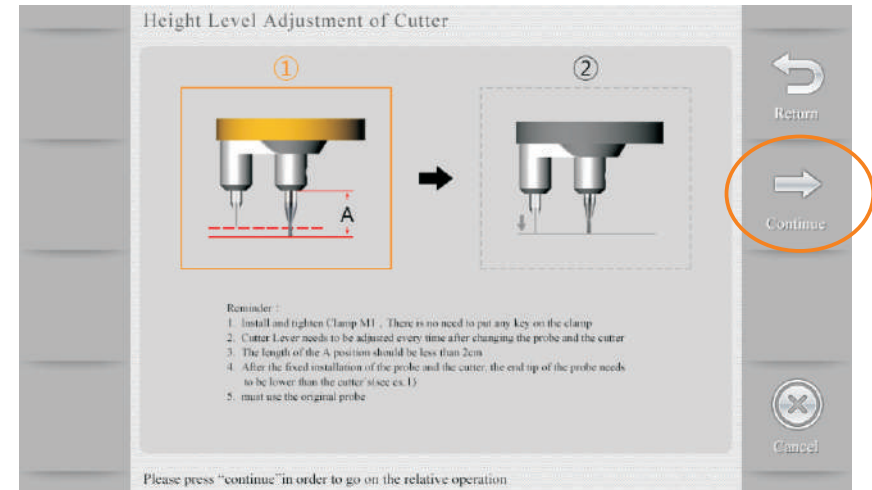 Height Level Adjustment of Cutter
① ②
Return
A
Continue
Reminder :
1. Install and tighten Clamp M1 , There is no need to put any key on the clamp
2. Cutter Lever needs to be adjusted every time after changing the probe and the cutter
3. The length of the A position should be less than 2cm
4. After the fixed installation of the probe and the cutter, the end tip of the probe needs
to be lower than the cutter's(see ex.1)
5. must use the original probe
Cancel
Please press "continue"in order to go on the relative operation